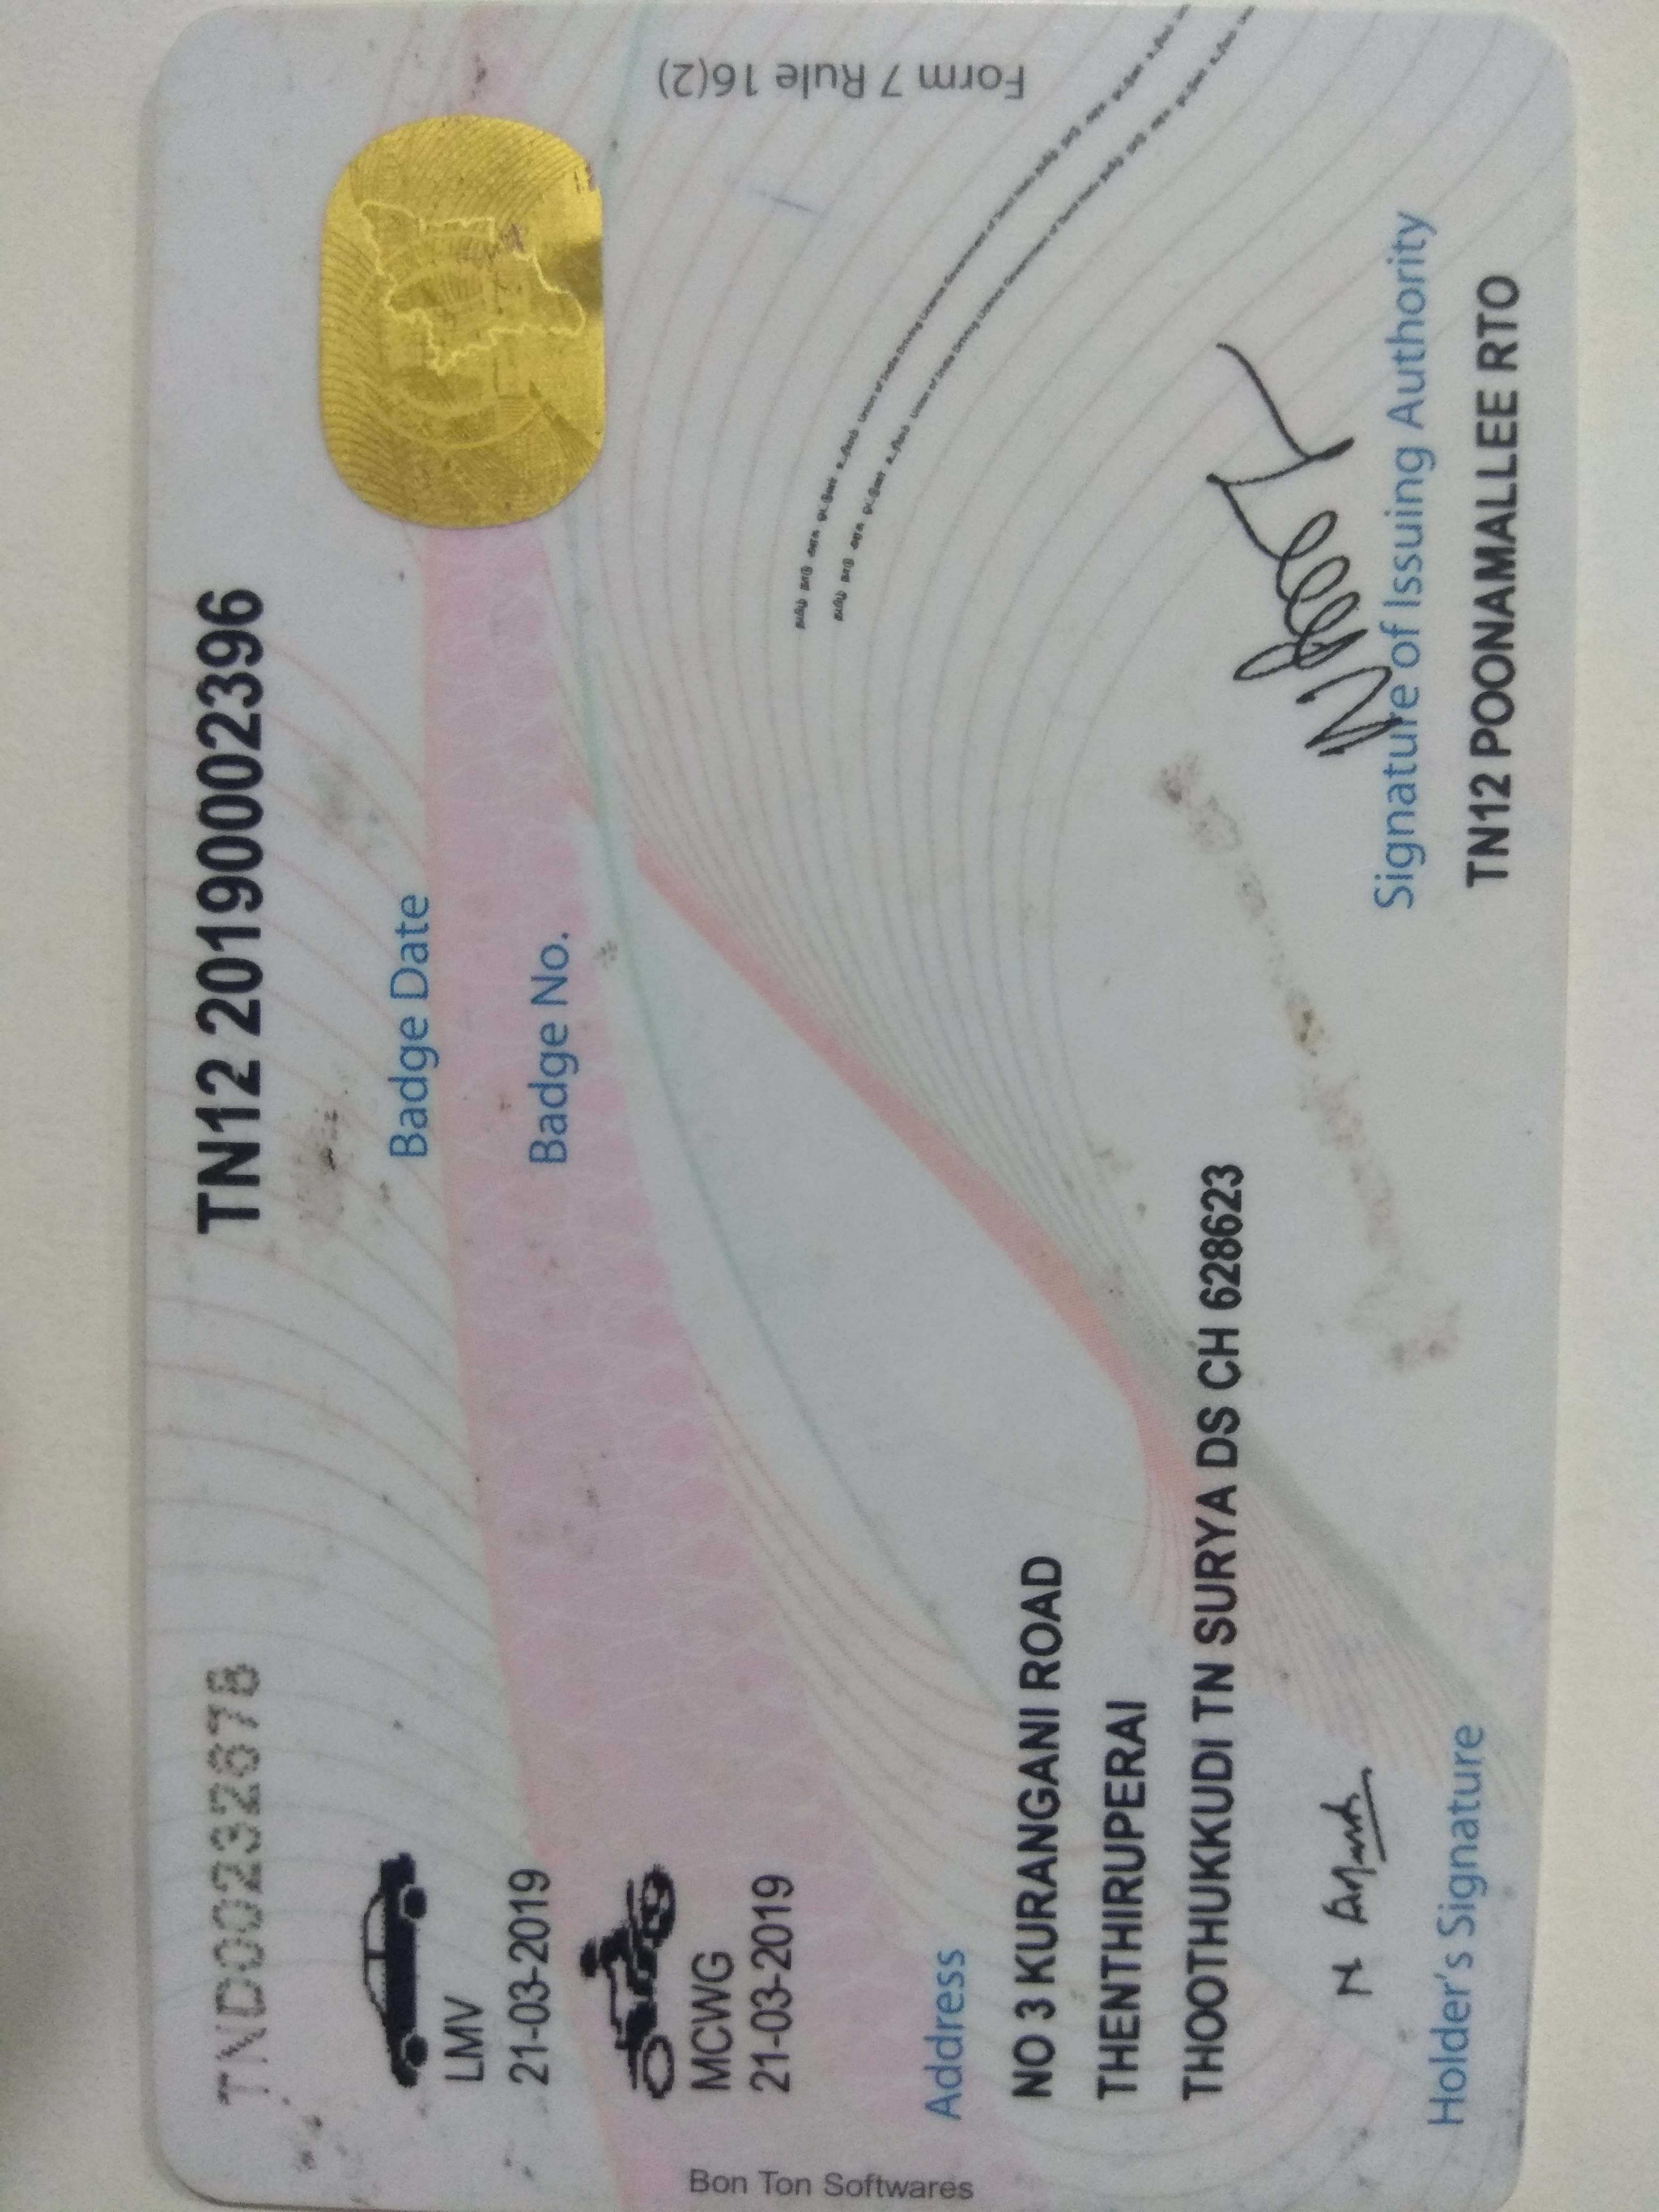 TND00232878
TN12 20190002396
LMV
21-03-2019
MCWG
21-03-2019
Badge Date
Badge No.
Form 7 Rule 16(2)
Address
NO 3 KURANGANI ROAD
THENTHIRUPERAI
THOOTHUKKUDI TN SURYA DS CH 628623
Holder's Signature
Signature of Issuing Authority
TN12 POONAMALLEE RTO
Bon Ton Softwares